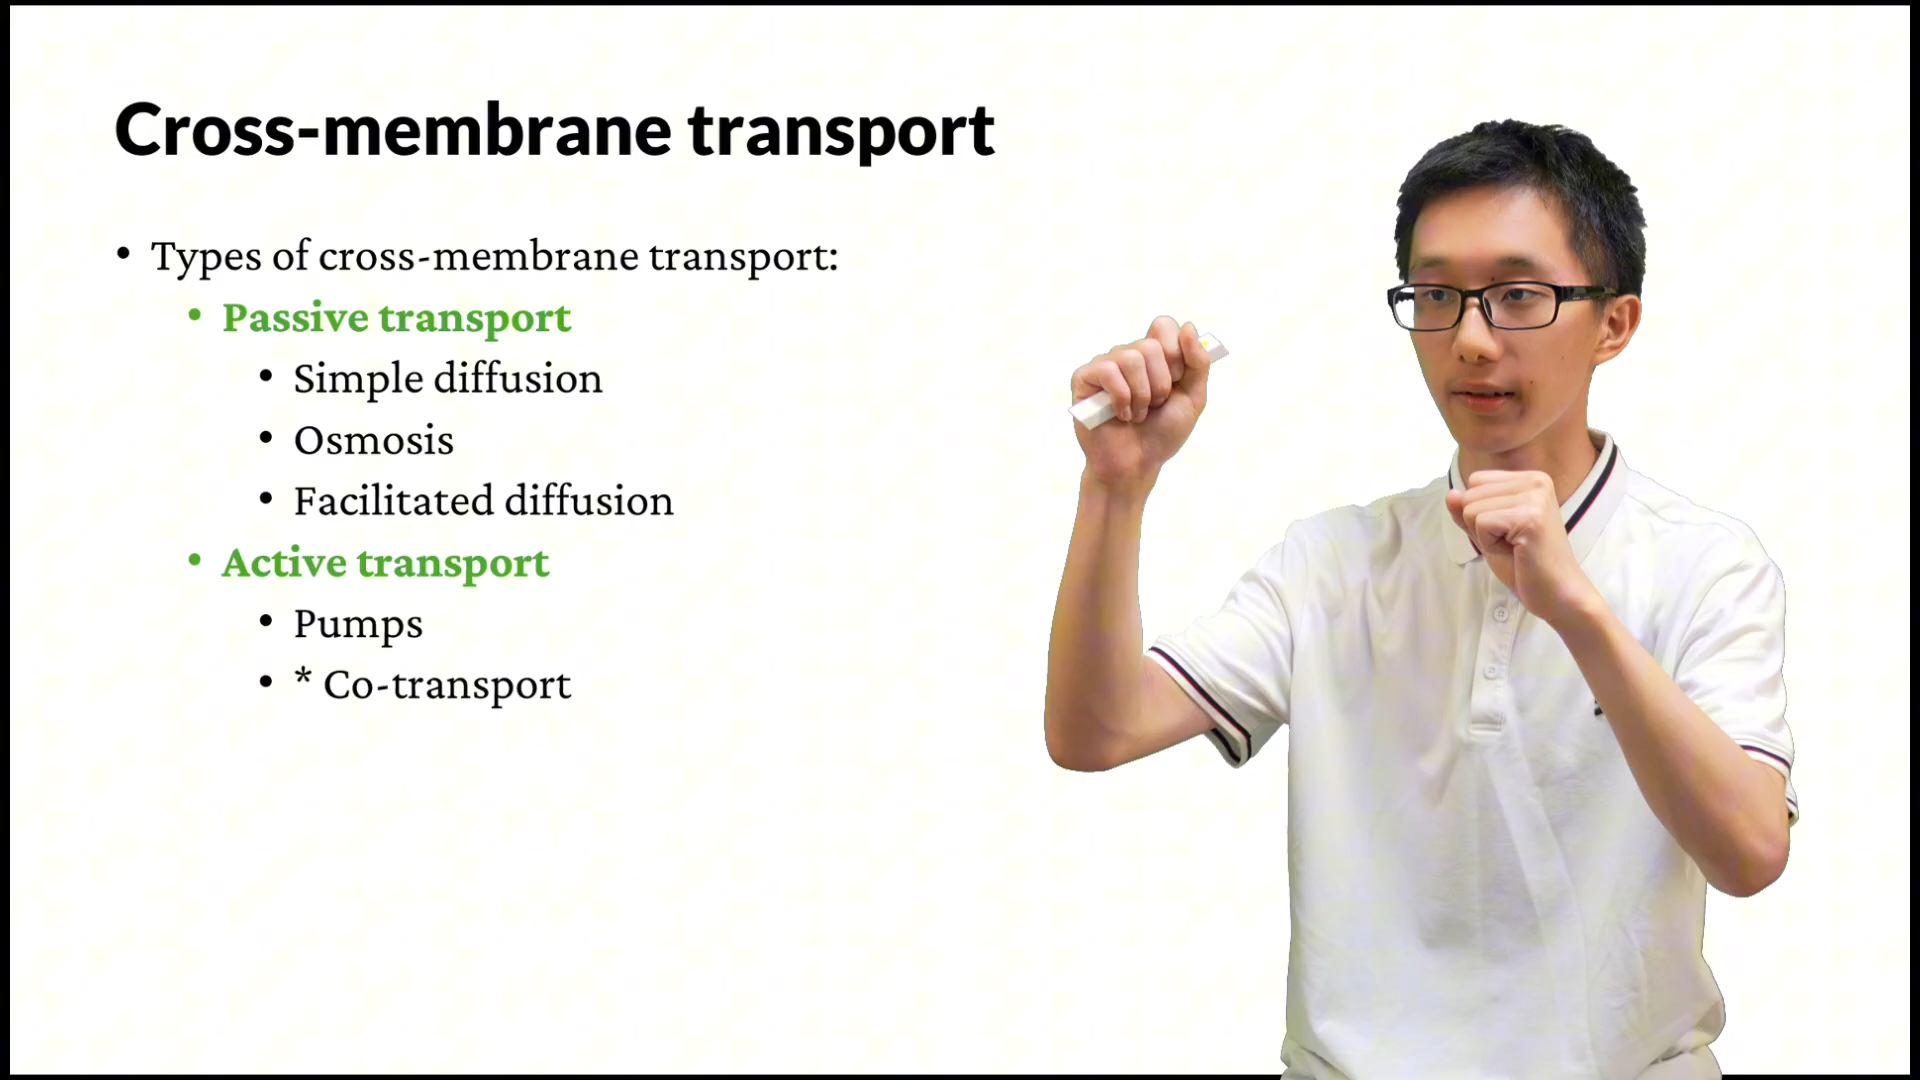 Cross-membrane transport
• Types of cross-membrane transport:
• Passive transport
• Simple diffusion
• Osmosis
• Facilitated diffusion
• Active transport
• Pumps
• * Co-transport